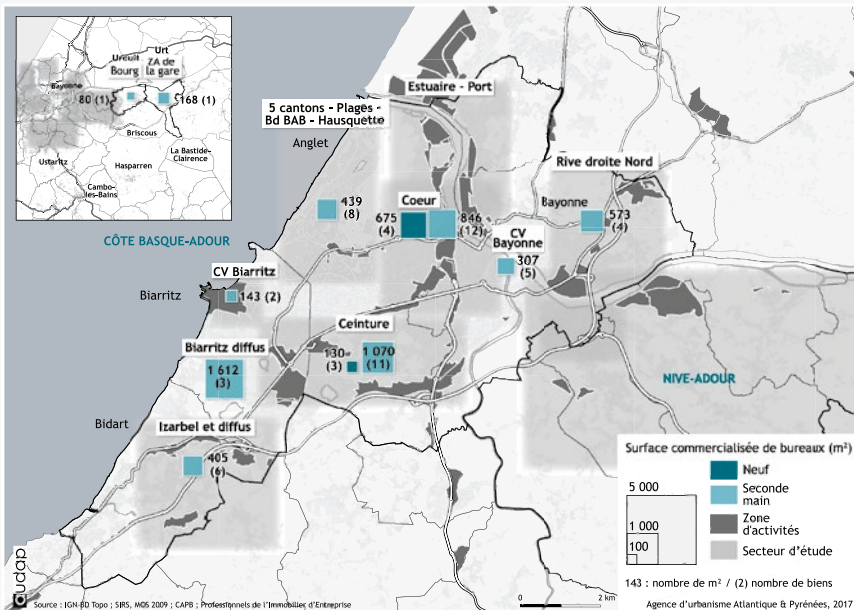 Urcuit
Bourg
Urt
ZA de
la gare
Bayonne
80 (1)
168 (1)
Briscous
La Bastide-
Clairence
Ustaritz
Hasparren
Cambo-
les-Bains
CÔTE BASQUE-ADOUR
Estuaire - Port
5 cantons - Plages -
Bd BAB - Hausquette
Anglet
439
(8)
Coeur
675
(4)
846
(12)
Rive droite Nord
Bayonne
573
(4)
CV
Bayonne
307
(5)
CV Biarritz
Biarritz
143 (2)
Ceinture
130
(3)
1 070
(11)
Biarritz diffus
1 612
(3)
NIVE-ADOUR
Bidart
Izarbel et diffus
405
(6)
Surface commercialisée de bureaux (m²)
5 000
1 000
100
Neuf
Seconde
main
Zone
d'activités
Secteur d'étude
143 : nombre de m² / (2) nombre de biens
0 2 km
audap
Source : IGN-BD Topo ; SIRS, MOS 2009 ; CAPB ; Professionnels de l'Immobilier d'Entreprise
Agence d'urbanisme Atlantique & Pyrénées, 2017